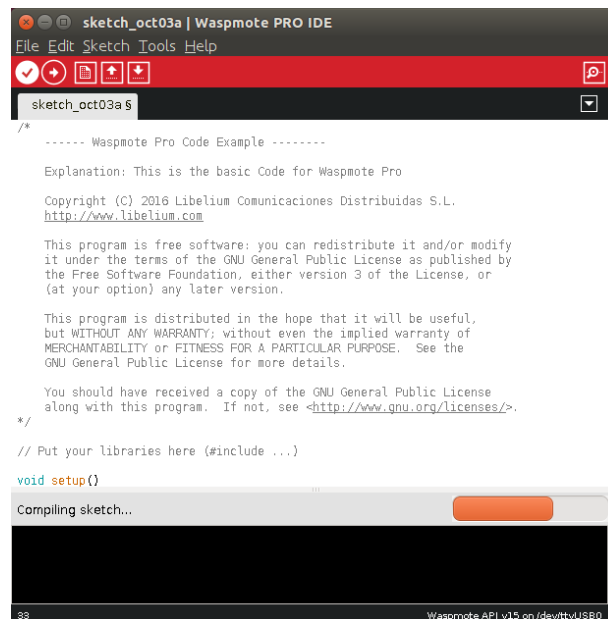 sketch_oct03a | Waspmote PRO IDE
File Edit Sketch Tools Help
sketch_oct03a §
/*
------ Waspmote Pro Code Example --------
Explanation: This is the basic Code for Waspmote Pro
Copyright (C) 2016 Libelium Comunicaciones Distribuidas S.L.
http://www.libelium.com
This program is free software: you can redistribute it and/or modify
it under the terms of the GNU General Public License as published by
the Free Software Foundation, either version 3 of the License, or
(at your option) any later version.
This program is distributed in the hope that it will be useful,
but WITHOUT ANY WARRANTY; without even the implied warranty of
MERCHANTABILITY or FITNESS FOR A PARTICULAR PURPOSE.  See the
GNU General Public License for more details.
You should have received a copy of the GNU General Public License
along with this program.  If not, see <http://www.gnu.org/licenses/>.
*/
// Put your libraries here (#include ...)
void setup()
Compiling sketch...
33
Waspmote API v15 on /dev/ttyUSB0